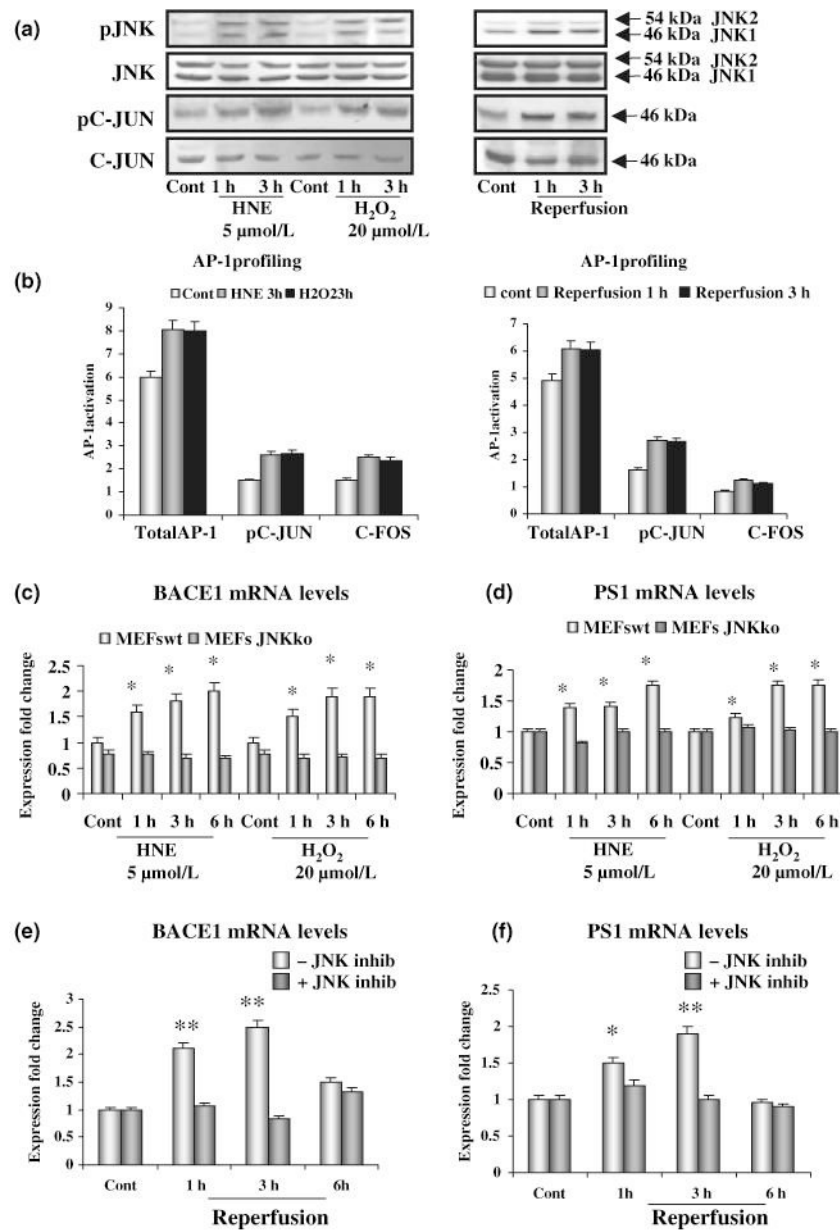 (a)
pJNK
54 kDa JNK2
46 kDa JNK1
JNK
54 kDa JNK2
46 kDa JNK1
pC-JUN
46 kDa
C-JUN
46 kDa
Cont 1 h 3 h Cont 1 h 3 h
HNE H2O2
5 µmol/L 20 µmol/L
Cont 1 h 3 h
Reperfusion
(b)
AP-1profiling
Cont HNE 3h H2O23h
AP-1activation
9
8
7
6
5
4
3
2
1
0
TotalAP-1 pC-JUN C-FOS
AP-1profiling
cont Reperfusion 1 h Reperfusion 3 h
AP-1activation
7
6
5
4
3
2
1
0
TotalAP-1 pC-JUN C-FOS
(c) BACE1 mRNA levels
MEFswt MEFs JNKko
Expression fold change
2.5
2
1.5
1
0.5
0
* * * * * *
Cont 1 h 3 h 6 h Cont 1 h 3 h 6 h
HNE H2O2
5 µmol/L 20 µmol/L
(d) PS1 mRNA levels
MEFswt MEFs JNKko
Expression fold change
2
1.5
1
0.5
0
* * * * * *
Cont 1 h 3 h 6 h Cont 1 h 3 h 6 h
HNE H2O2
5 µmol/L 20 µmol/L
(e) BACE1 mRNA levels
– JNK inhib
+ JNK inhib
Expression fold change
3
2.5
2
1.5
1
0.5
0
** **
Cont 1 h 3 h 6h
Reperfusion
(f) PS1 mRNA levels
– JNK inhib
+ JNK inhib
Expression fold change
2.5
2
1.5
1
0.5
0
* **
Cont 1h 3 h 6 h
Reperfusion